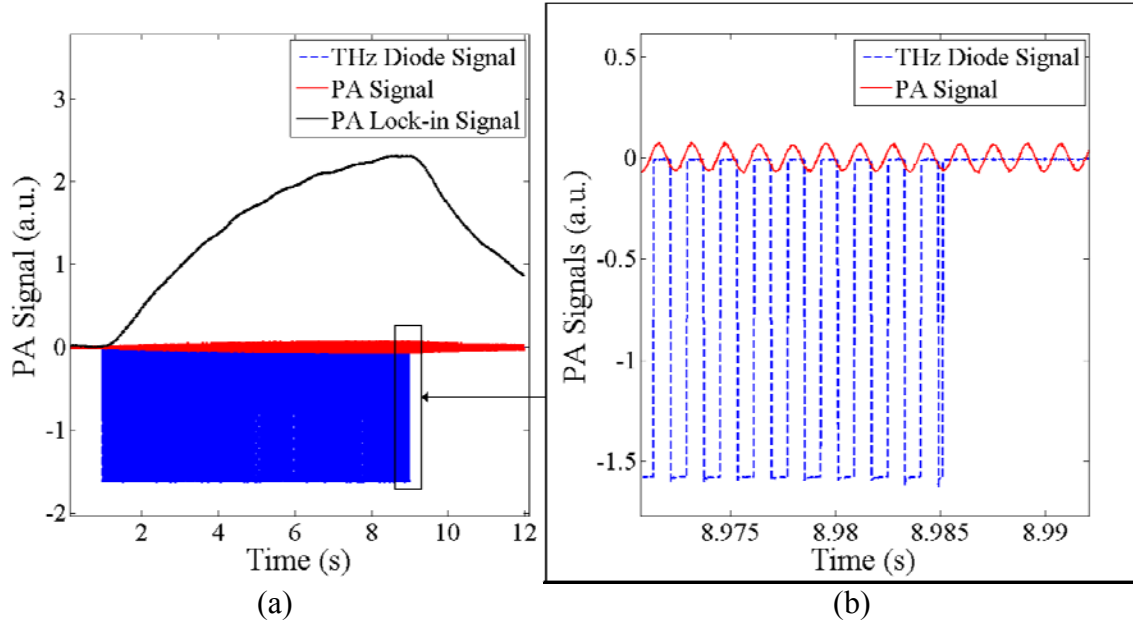 THz Diode Signal
PA Signal
PA Lock-in Signal
PA Signal (a.u.)
3
2
1
0
-1
-2
2
4
6
8
10
12
Time (s)
(a)
THz Diode Signal
PA Signal
PA Signals (a.u.)
0.5
0
-0.5
-1
-1.5
8.975
8.98
8.985
8.99
Time (s)
(b)